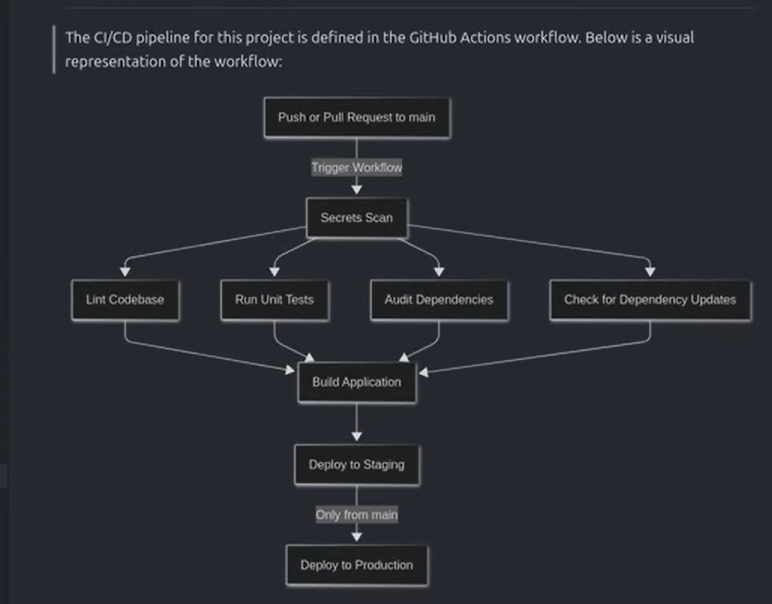 The CI/CD pipeline for this project is defined in the GitHub Actions workflow. Below is a visual
representation of the workflow:
Push or Pull Request to main
Trigger Workflow
Secrets Scan
Lint Codebase
Run Unit Tests
Audit Dependencies
Check for Dependency Updates
Build Application
Deploy to Staging
Only from main
Deploy to Production